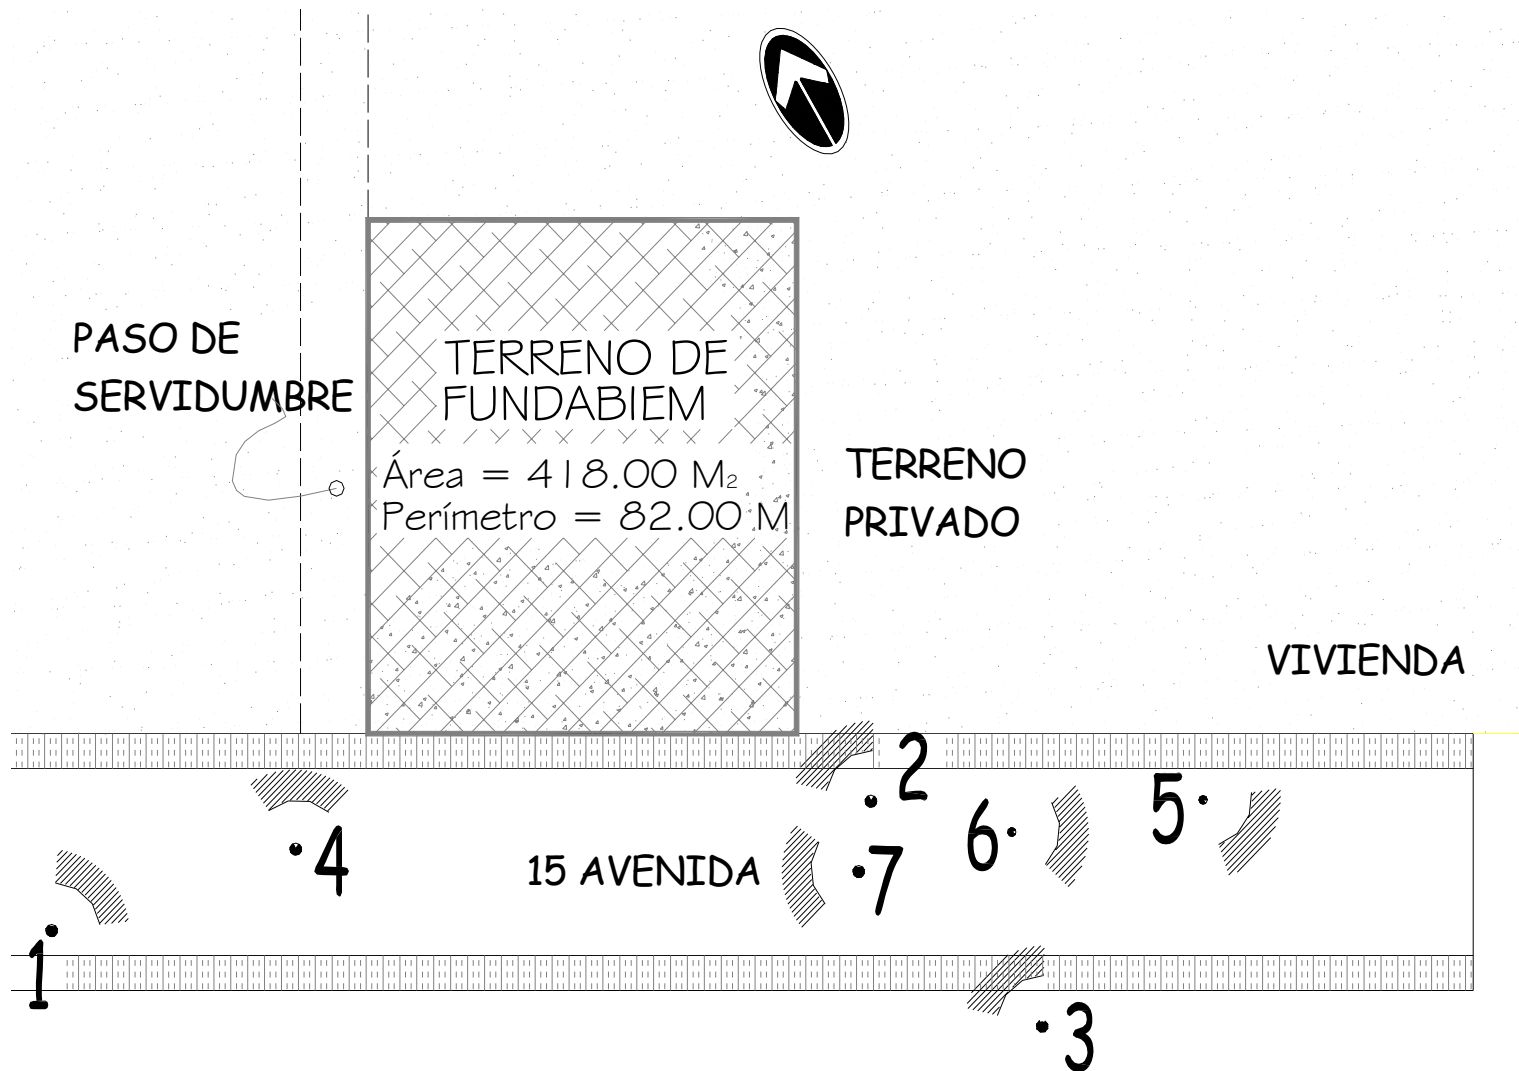 PASO DE
SERVIDUMBRE
TERRENO DE
FUNDABIEM
Área = 418.00 M2
Perímetro = 82.00 M
TERRENO
PRIVADO
VIVIENDA
2
5
6
4
15 AVENIDA
7
1
3